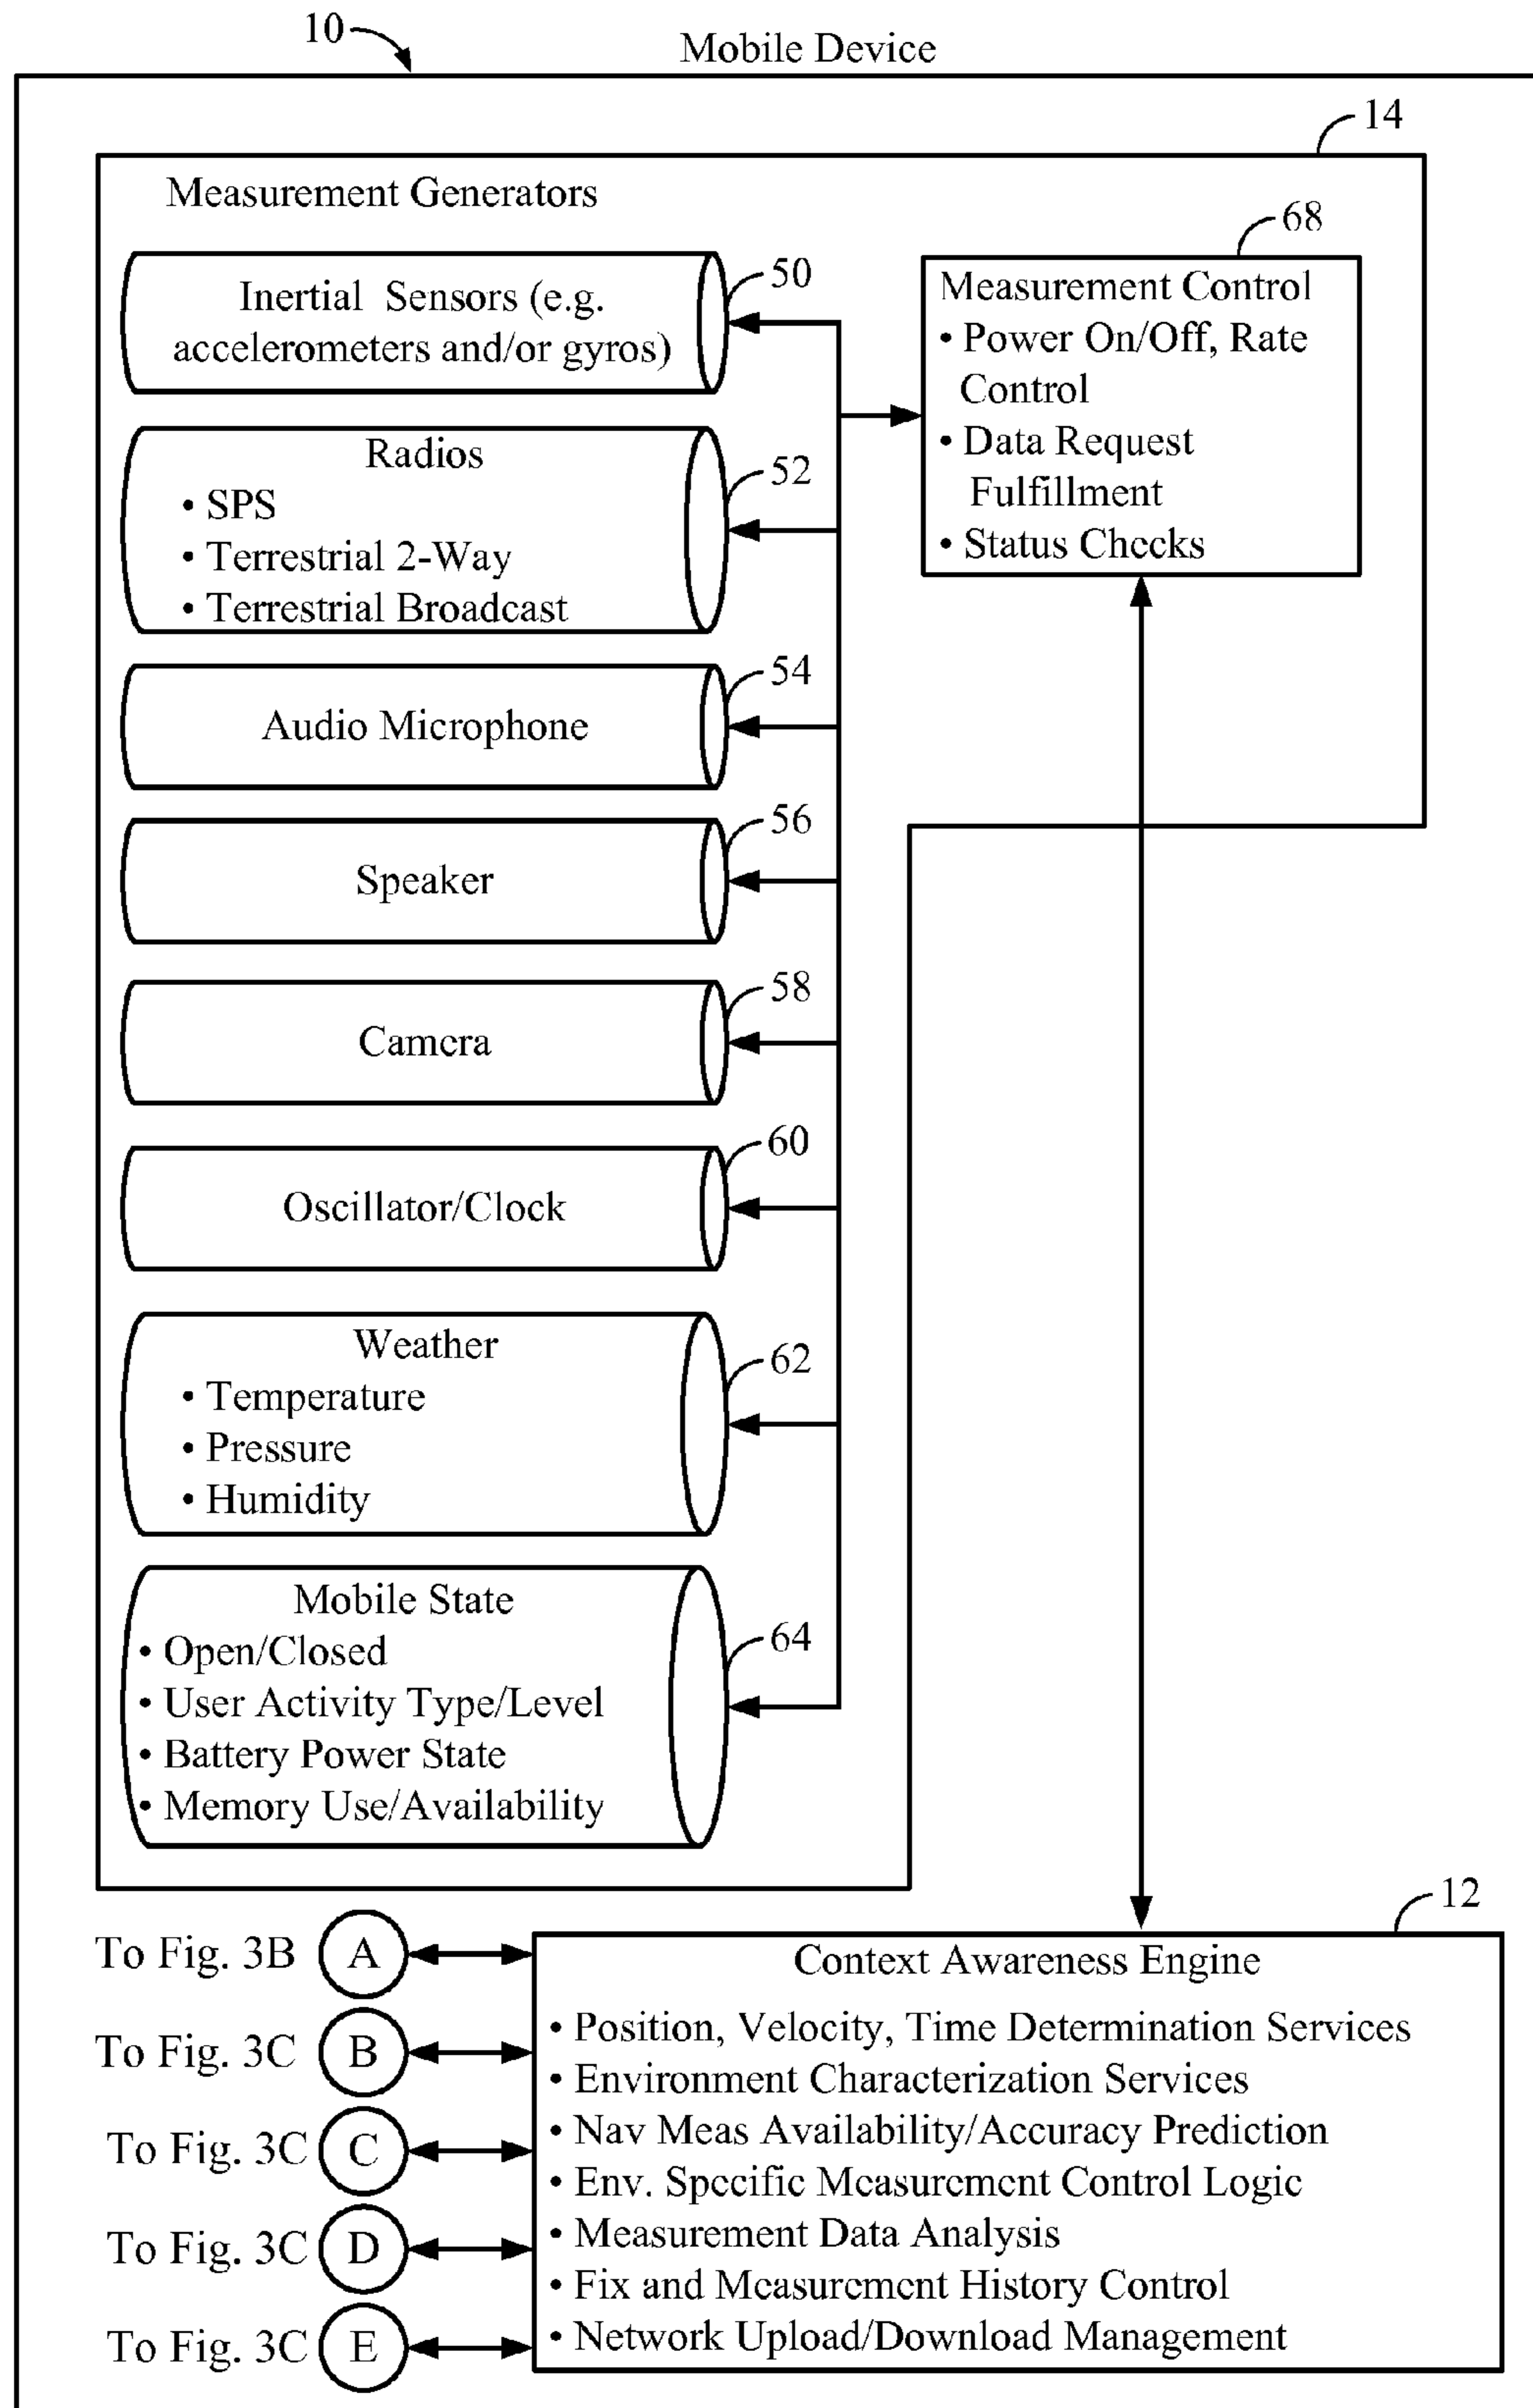 10
Mobile Device
14
Measurement Generators
68
50
Inertial Sensors (e.g.
accelerometers and/or gyros)
Measurement Control
• Power On/Off, Rate
Control
• Data Request
Fulfillment
• Status Checks
52
Radios
• SPS
• Terrestrial 2-Way
• Terrestrial Broadcast
54
Audio Microphone
56
Speaker
58
Camera
60
Oscillator/Clock
62
Weather
• Temperature
• Pressure
• Humidity
64
Mobile State
• Open/Closed
• User Activity Type/Level
• Battery Power State
• Memory Use/Availability
12
To Fig. 3B A
To Fig. 3C B
To Fig. 3C C
To Fig. 3C D
To Fig. 3C E
Context Awareness Engine
• Position, Velocity, Time Determination Services
• Environment Characterization Services
• Nav Meas Availability/Accuracy Prediction
• Env. Specific Measurement Control Logic
• Measurement Data Analysis
• Fix and Measurement History Control
• Network Upload/Download Management